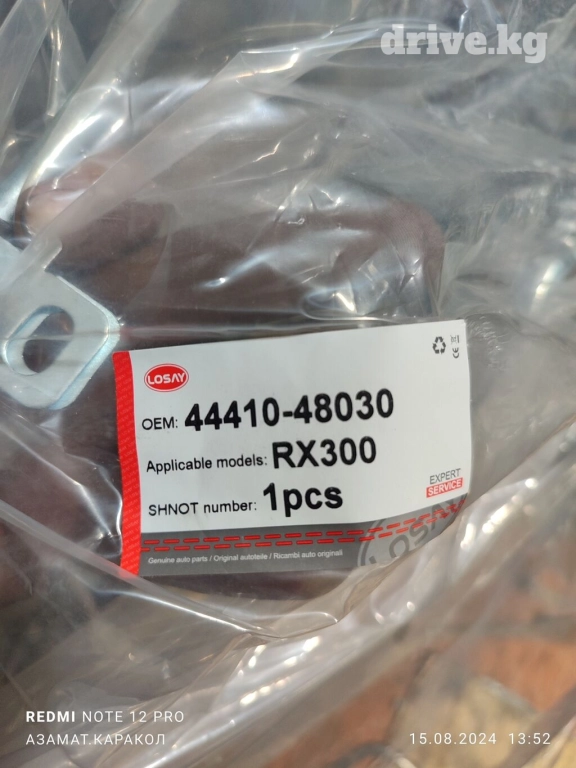 drive.kg
LOSAY
OEM: 44410-48030
Applicable models: RX300
SHNOT number: 1pcs
EXPERT
SERVICE
Genuine auto parts / Original autoteile / Ricambi auto originali
LOSAY
REDMI NOTE 12 PRO
АЗАМАТ.КАРАКОЛ
15.08.2024 13:52